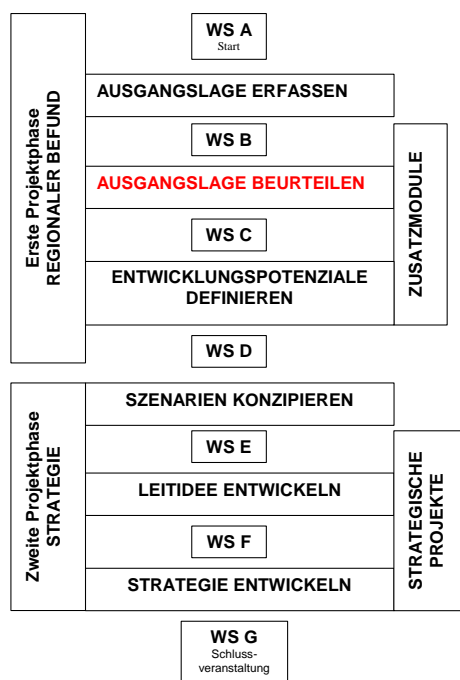 WS A
Start
Erste Projektphase
REGIONALER BEFUND
AUSGANGSLAGE ERFASSEN
WS B
AUSGANGSLAGE BEURTEILEN
WS C
ENTWICKLUNGSPOTENZIALE
DEFINIEREN
ZUSATZMODULE
WS D
Zweite Projektphase
STRATEGIE
SZENARIEN KONZIPIEREN
WS E
LEITIDEE ENTWICKELN
WS F
STRATEGIE ENTWICKELN
STRATEGISCHE
PROJEKTE
WS G
Schluss-
veranstaltung